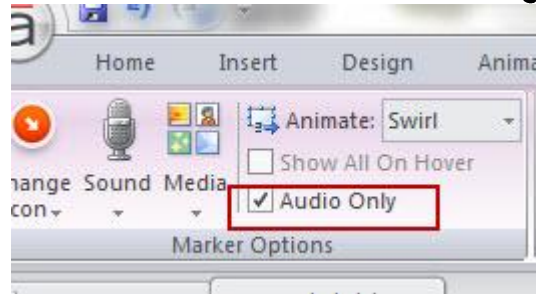 Home Insert Design Anima
Animate: Swirl
Show All On Hover
hange Sound Media
con
Audio Only
Marker Options